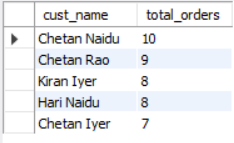 cust_name total_orders
Chetan Naidu 10
Chetan Rao 9
Kiran Iyer 8
Hari Naidu 8
Chetan Iyer 7